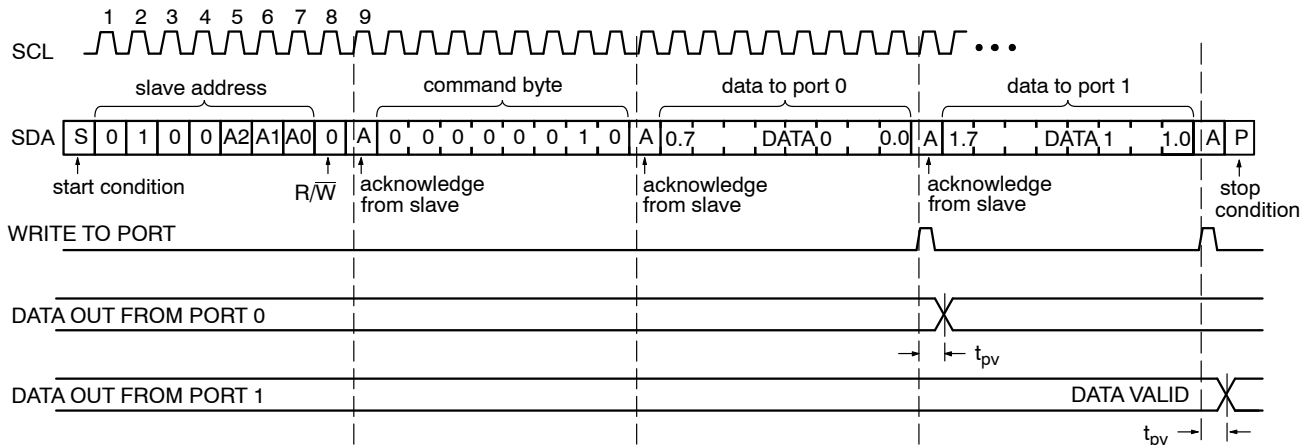 1 2 3 4 5 6 7 8 9
SCL
slave address command byte data to port 0 data to port 1
SDA S 0 1 0 0 A2 A1 A0 0 A 0 0 0 0 0 0 1 0 A 0.7 DATA 0 0.0 A 1.7 DATA 1 1.0 A P
start condition R/W̅ acknowledge from slave acknowledge from slave acknowledge from slave stop condition
WRITE TO PORT
DATA OUT FROM PORT 0
tpv
DATA OUT FROM PORT 1 DATA VALID
tpv